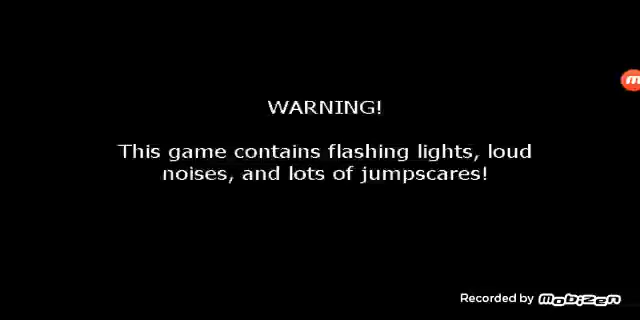 WARNING!
This game contains flashing lights, loud
noises, and lots of jumpscares!
Recorded by Mobizen